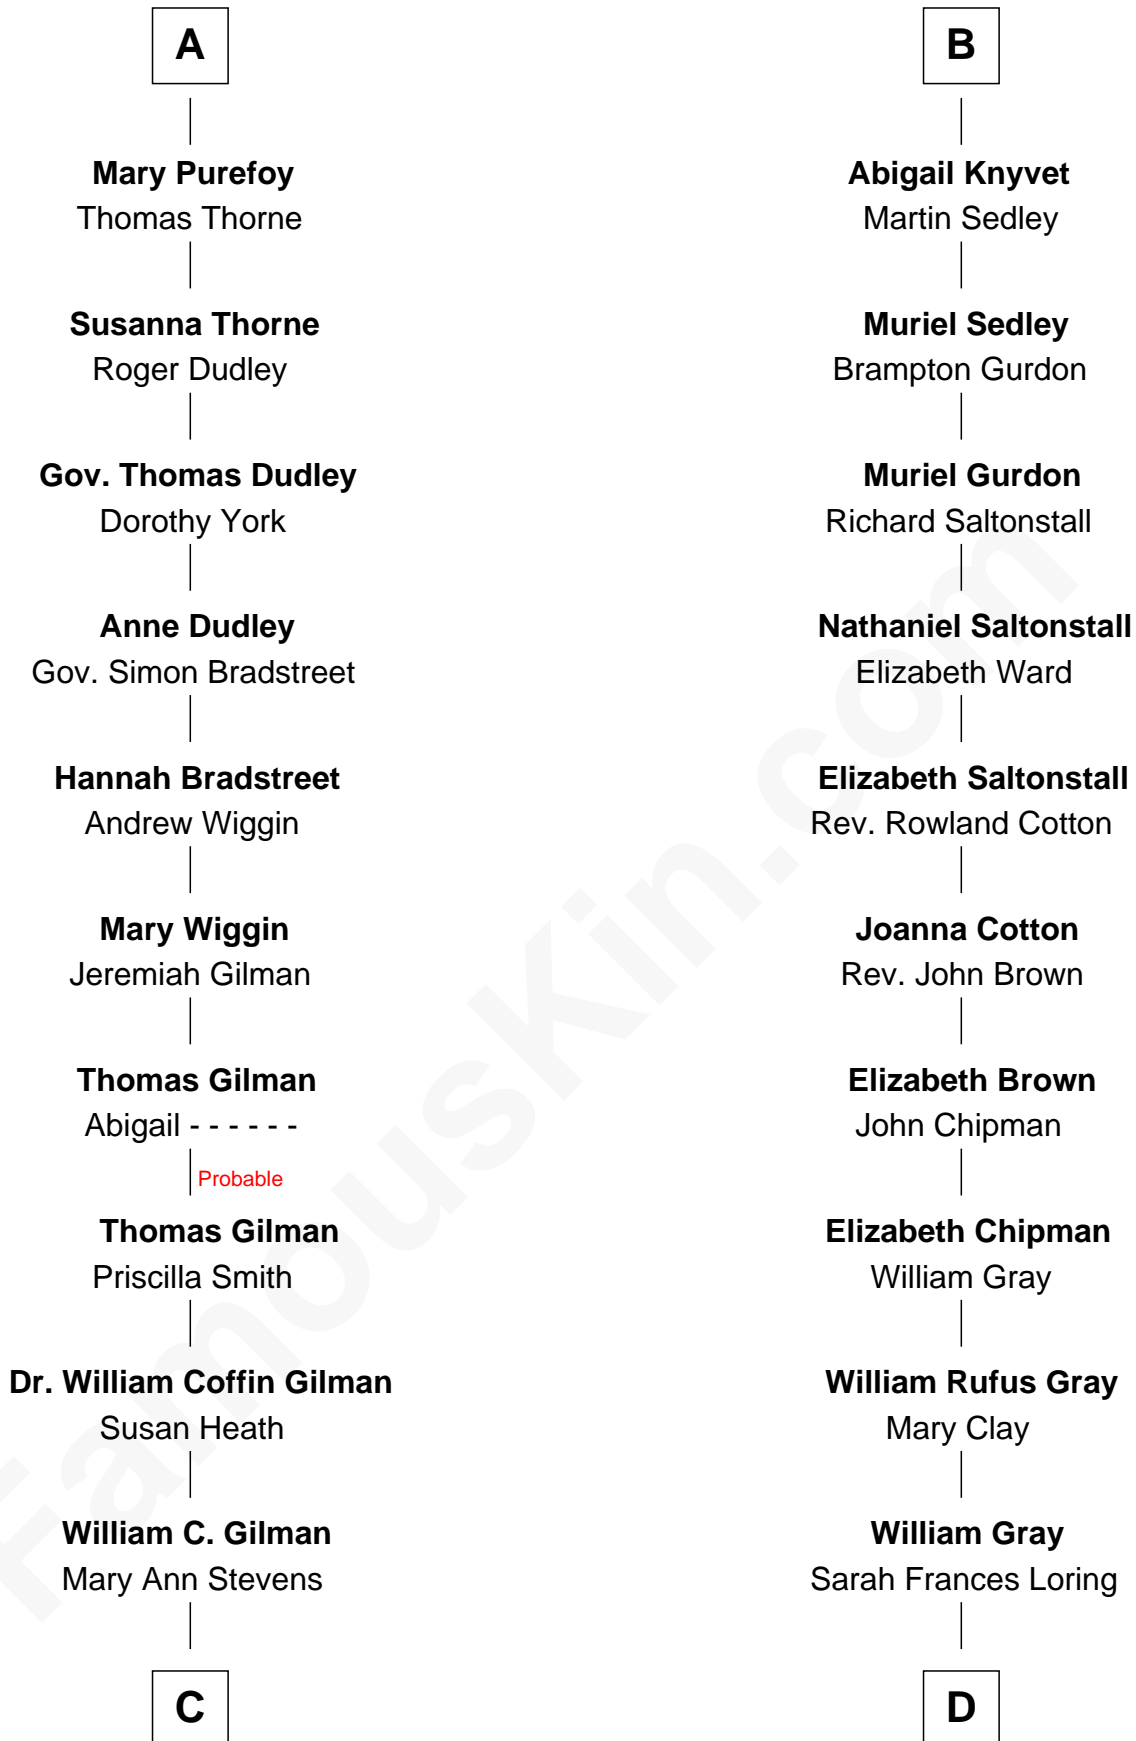 A
Mary Purefoy
Thomas Thorne
Susanna Thorne
Roger Dudley
Gov. Thomas Dudley
Dorothy York
Anne Dudley
Gov. Simon Bradstreet
Hannah Bradstreet
Andrew Wiggin
Mary Wiggin
Jeremiah Gilman
Thomas Gilman
Abigail - - - - - -
Probable
Thomas Gilman
Priscilla Smith
Dr. William Coffin Gilman
Susan Heath
William C. Gilman
Mary Ann Stevens
C
B
Abigail Knyvet
Martin Sedley
Muriel Sedley
Brampton Gurdon
Muriel Gurdon
Richard Saltonstall
Nathaniel Saltonstall
Elizabeth Ward
Elizabeth Saltonstall
Rev. Rowland Cotton
Joanna Cotton
Rev. John Brown
Elizabeth Brown
John Chipman
Elizabeth Chipman
William Gray
William Rufus Gray
Mary Clay
William Gray
Sarah Frances Loring
D
FamousKin.com